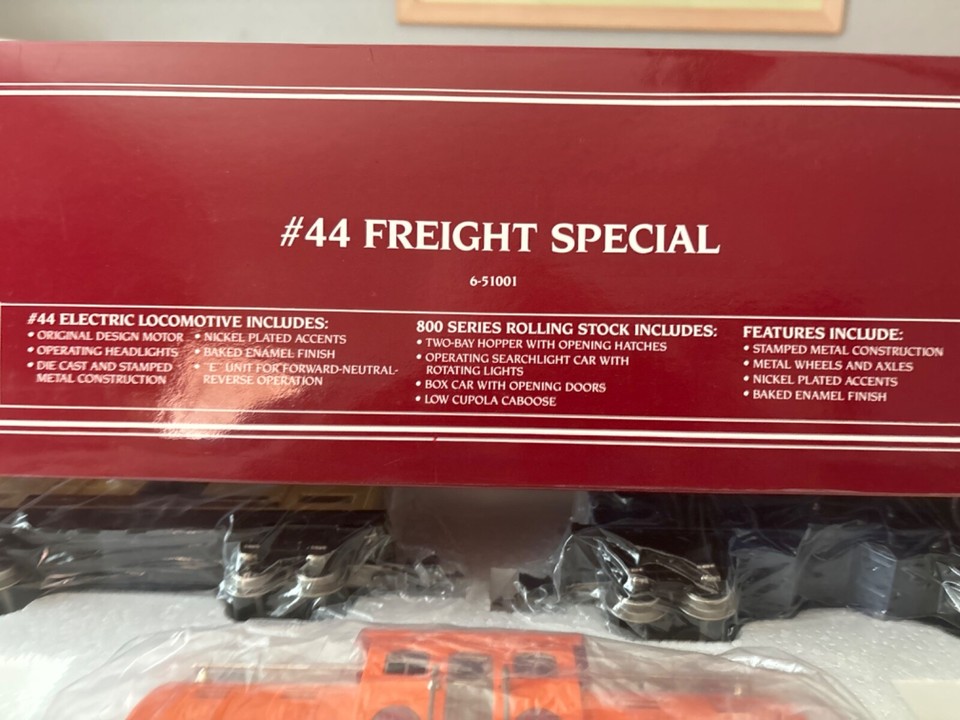 #44 FREIGHT SPECIAL
6-51001
#44 ELECTRIC LOCOMOTIVE INCLUDES:
• ORIGINAL DESIGN MOTOR
• OPERATING HEADLIGHTS
• DIE CAST AND STAMPED
METAL CONSTRUCTION
• NICKEL PLATED ACCENTS
• BAKED ENAMEL FINISH
• "E" UNIT FOR FORWARD-NEUTRAL-
REVERSE OPERATION
800 SERIES ROLLING STOCK INCLUDES:
• TWO-BAY HOPPER WITH OPENING HATCHES
• OPERATING SEARCHLIGHT CAR WITH
ROTATING LIGHTS
• BOX CAR WITH OPENING DOORS
• LOW CUPOLA CABOOSE
FEATURES INCLUDE:
• STAMPED METAL CONSTRUCTION
• METAL WHEELS AND AXLES
• NICKEL PLATED ACCENTS
• BAKED ENAMEL FINISH